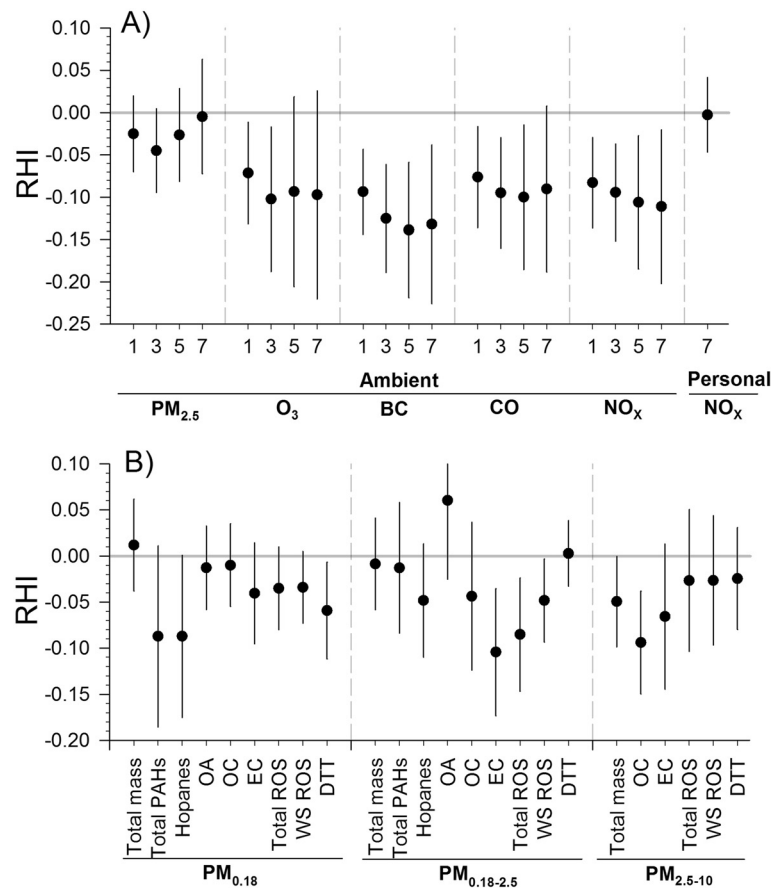 A)
RHI
0.10
0.05
0.00
-0.05
-0.10
-0.15
-0.20
-0.25
1 3 5 7 1 3 5 7 1 3 5 7 1 3 5 7 1 3 5 7 7
Ambient Personal
PM2.5 O3 BC CO NOX NOX
B)
RHI
0.10
0.05
0.00
-0.05
-0.10
-0.15
-0.20
Total mass
Total PAHs
Hopanes
OA
OC
EC
Total ROS
WS ROS
DTT
Total mass
Total PAHs
Hopanes
OA
OC
EC
Total ROS
WS ROS
DTT
Total mass
OC
EC
Total ROS
WS ROS
DTT
PM0.18 PM0.18-2.5 PM2.5-10